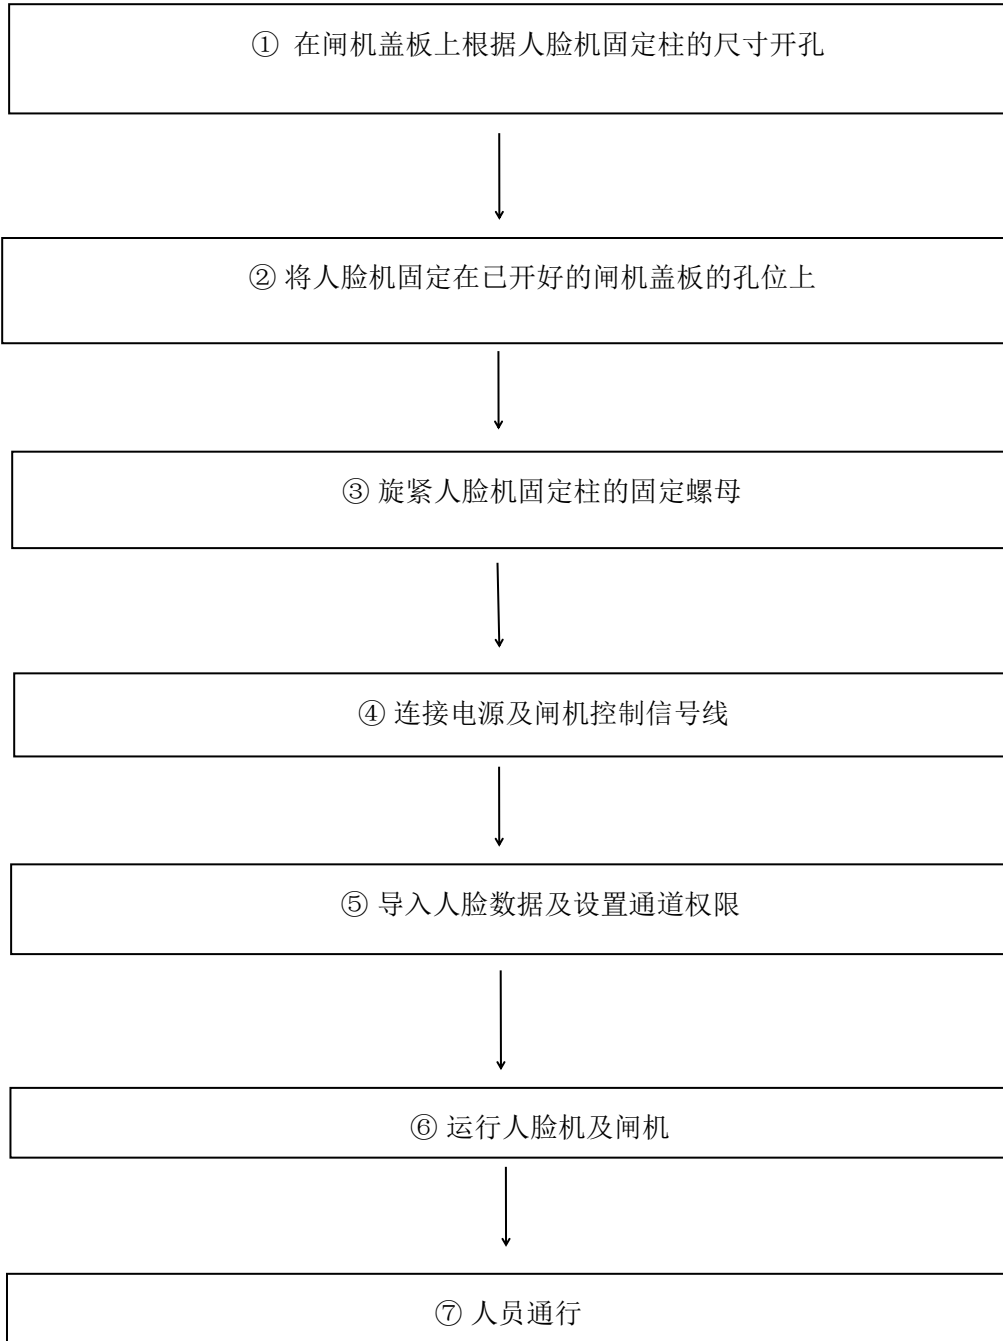 ① 在闸机盖板上根据人脸机固定柱的尺寸开孔
② 将人脸机固定在已开好的闸机盖板的孔位上
③ 旋紧人脸机固定柱的固定螺母
④ 连接电源及闸机控制信号线
⑤ 导入人脸数据及设置通道权限
⑥ 运行人脸机及闸机
⑦ 人员通行